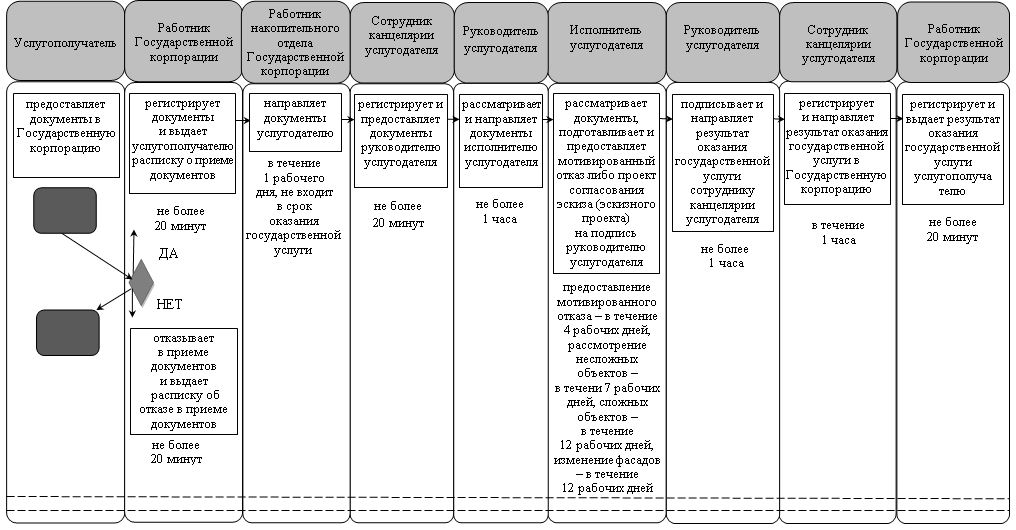 Услугополучатель
Работник
Государственной
корпорации
Работник
накопительного
отдела
Государственной
корпорации
Сотрудник
канцелярии
услугодателя
Руководитель
услугодателя
Исполнитель
услугодателя
Руководитель
услугодателя
Сотрудник
канцелярии
услугодателя
Работник
Государственной
корпорации
предоставляет
документы в
Государственную
корпорацию
регистрирует
документы
и выдает
услугополучателю
расписку о приеме
документов
не более
20 минут
ДА
НЕТ
отказывает
в приеме
документов
и выдает
расписку об
отказе в приеме
документов
не более
20 минут
направляет
документы
услугодателю
в течение
1 рабочего
дня, не входит
в срок
оказания
государственной
услуги
регистрирует и
предоставляет
документы
руководителю
услугодателя
не более
20 минут
рассматривает
и направляет
документы
исполнителю
услугодателя
не более
1 часа
рассматривает
документы,
подготавливает и
предоставляет
мотивированный
отказ либо проект
согласования
эскиза (эскизного
проекта)
на подпись
руководителю
услугодателя
предоставление
мотивированного
отказа – в течение
4 рабочих дней,
рассмотрение
несложных
объектов –
в течени 7 рабочих
дней, сложных
объектов –
в течение
12 рабочих дней,
изменение фасадов
– в течение
12 рабочих дней
подписывает и
направляет
результат
оказания
государственной
услуги
сотруднику
канцелярии
услугодателя
не более
1 часа
регистрирует
и направляет
результат оказания
государственной
услуги в
Государственную
корпорацию
в течение
1 часа
регистрирует и
выдает результат
оказания
государственной
услуги
услугополуча
телю
не более
20 минут